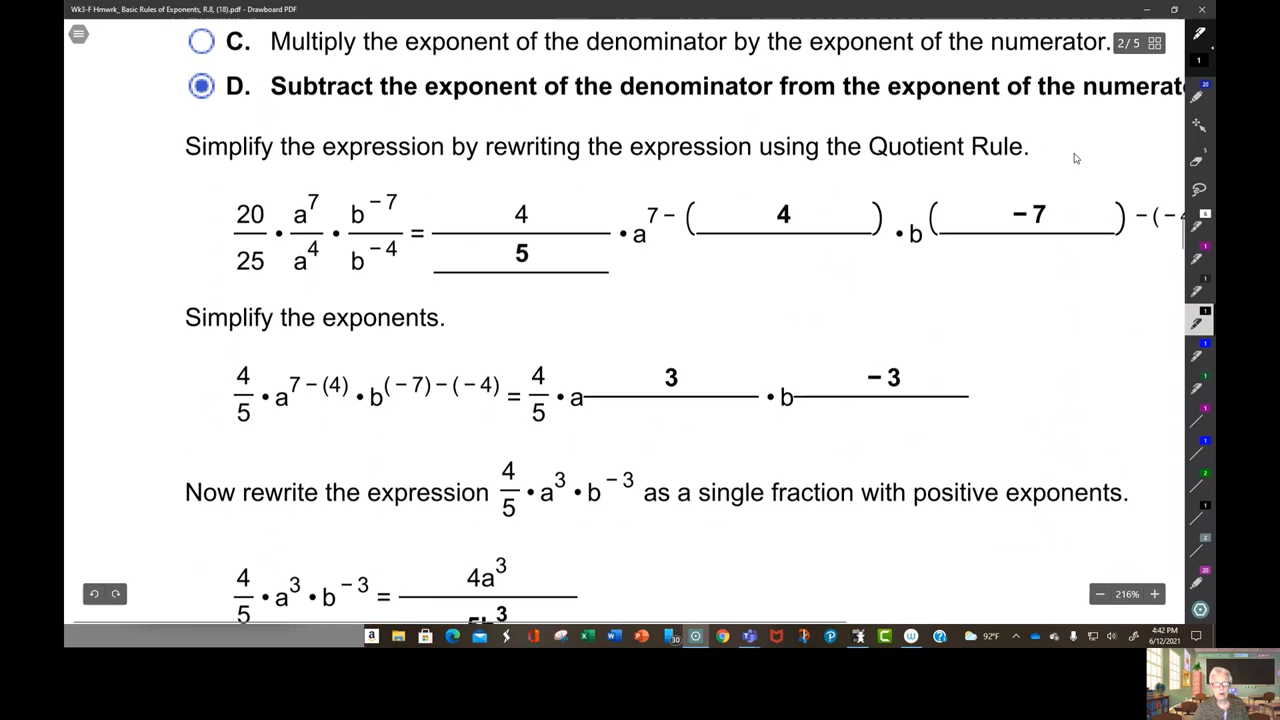 Wk3-F Hmwrk_ Basic Rules of Exponents, R.8, (18).pdf - Drawboard PDF
C. Multiply the exponent of the denominator by the exponent of the numerator.
2/5
D. Subtract the exponent of the denominator from the exponent of the
Simplify the expression by rewriting the expression using the Quotient Rule.
20/25 • a^7/a^4 • b^-7/b^-4 = 4/5 • a^7-(4) • b^(-7)-(-
Simplify the exponents.
4/5 • a^7-(4) • b^(-7)-(-4) = 4/5 • a^3 • b^-3
Now rewrite the expression 4/5 • a^3 • b^-3 as a single fraction with positive exponents.
4/5 • a^3 • b^-3 = 4a^3/5b^3
216%
92°F
4:42 PM
6/12/2021